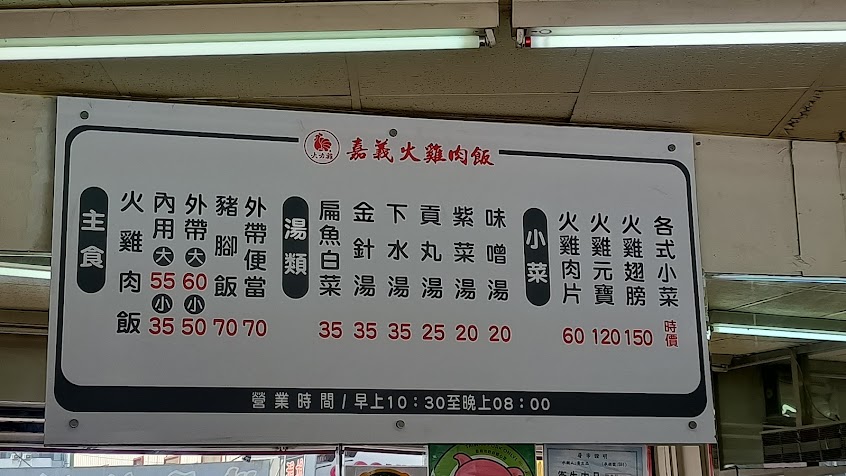 嘉義火雞肉飯
主食
火雞肉飯
內用 大 55 小 35
外帶 大 60 小 50
豬腳飯 70
外帶便當 70
湯類
扁魚白菜 35
金針湯 35
下水湯 35
貢丸湯 25
紫菜湯 20
味噌湯 20
小菜
火雞肉片 60
火雞元寶 120
火雞翅膀 150
各式小菜 時價
營業時間/早上10:30至晚上08:00